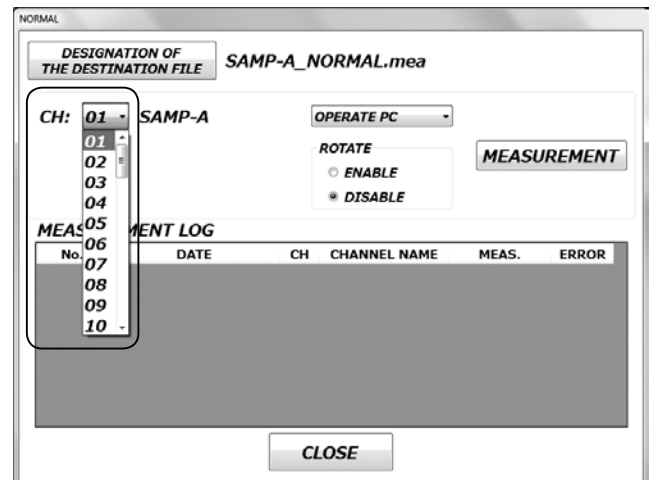 NORMAL
DESIGNATION OF
THE DESTINATION FILE
SAMP-A_NORMAL.mea
CH: 01 SAMP-A
OPERATE PC
01
02
03
04
05
06
07
08
09
10
ROTATE
ENABLE
DISABLE
MEASUREMENT
MEAS MENT LOG
No. DATE CH CHANNEL NAME MEAS. ERROR
CLOSE